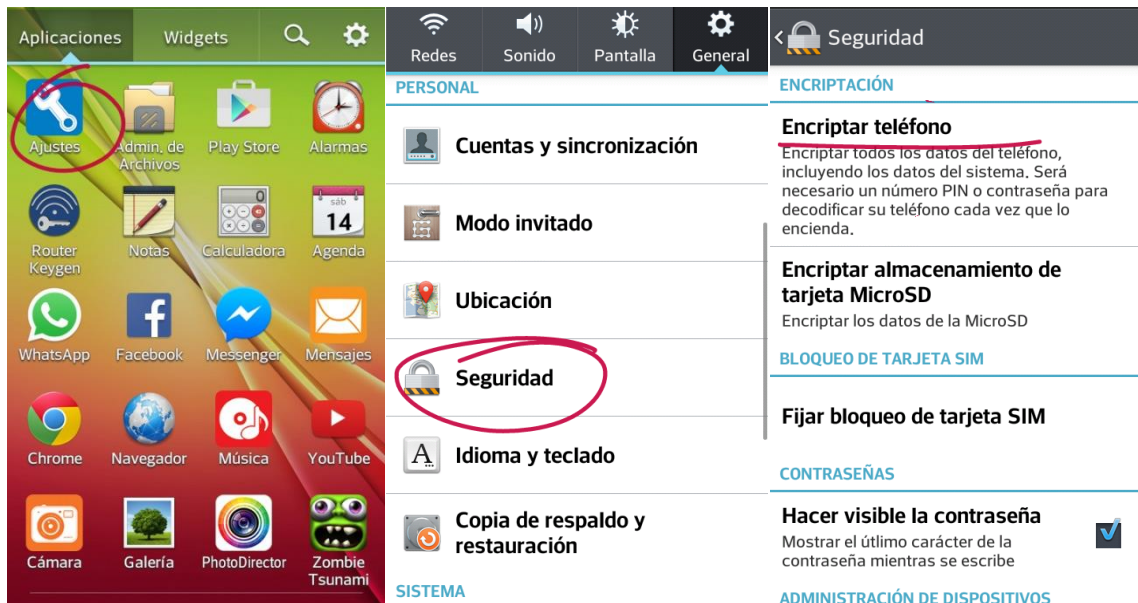 Aplicaciones
Widgets
Ajustes
Admin. de
Archivos
Play Store
Alarmas
Router
Keygen
Notas
Calculadora
sáb
14
Agenda
WhatsApp
Facebook
Messenger
Mensajes
Chrome
Navegador
Música
YouTube
Cámara
Galería
PhotoDirector
Zombie
Tsunami
Redes
Sonido
Pantalla
General
PERSONAL
Cuentas y sincronización
Modo invitado
Ubicación
Seguridad
A
Idioma y teclado
Copia de respaldo y
restauración
SISTEMA
Seguridad
ENCRIPTACIÓN
Encriptar teléfono
Encriptar todos los datos del teléfono,
incluyendo los datos del sistema. Será
necesario un número PIN o contraseña para
decodificar su teléfono cada vez que lo
encienda.
Encriptar almacenamiento de
tarjeta MicroSD
Encriptar los datos de la MicroSD
BLOQUEO DE TARJETA SIM
Fijar bloqueo de tarjeta SIM
CONTRASEÑAS
Hacer visible la contraseña
Mostrar el útlimo carácter de la
contraseña mientras se escribe
ADMINISTRACIÓN DE DISPOSITIVOS